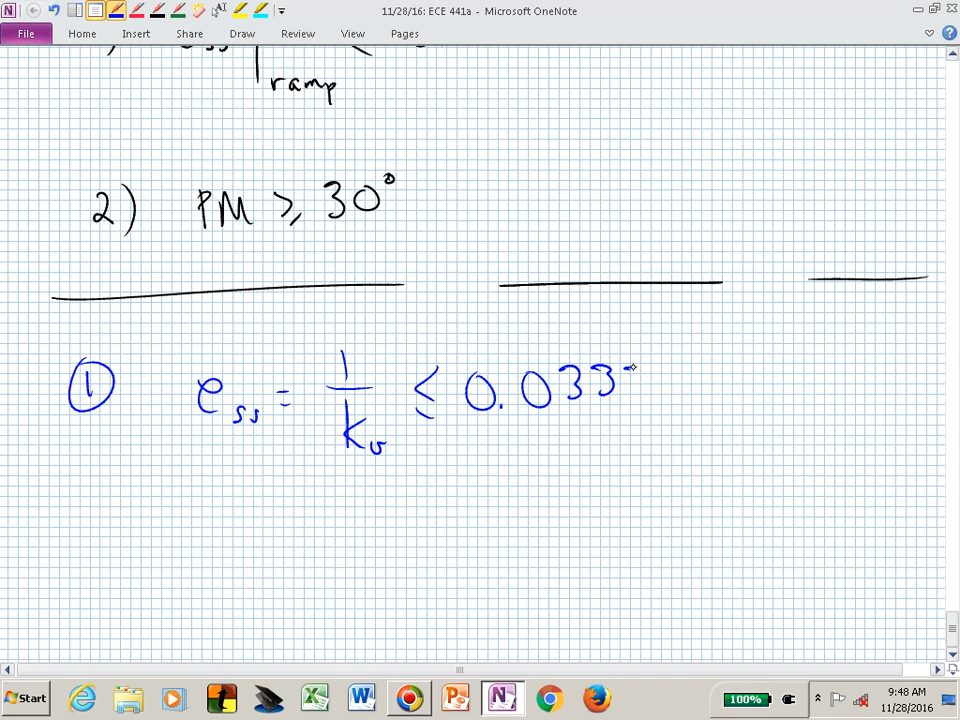 11/28/16: ECE 441a - Microsoft OneNote
File Home Insert Share Draw Review View Pages
ramp
2) PM ≥ 30°
① e_ss = 1/k_v ≤ 0.033
Start
100%
9:48 AM
11/28/2016